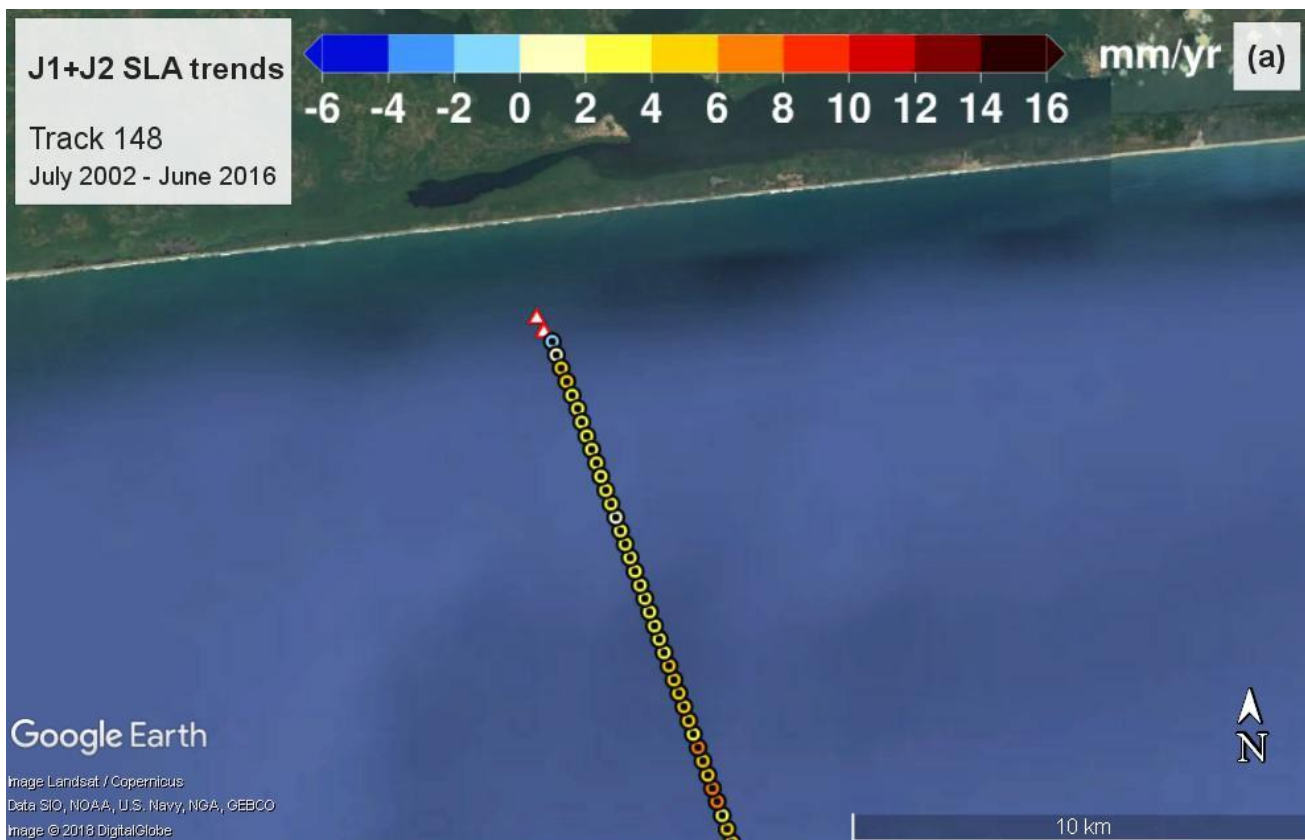 J1+J2 SLA trends
Track 148
July 2002 - June 2016
mm/yr
(a)
-6 -4 -2 0 2 4 6 8 10 12 14 16
N
Google Earth
Image Landsat / Copernicus
Data SIO, NOAA, U.S. Navy, NGA, GEBCO
Image © 2018 DigitalGlobe
10 km